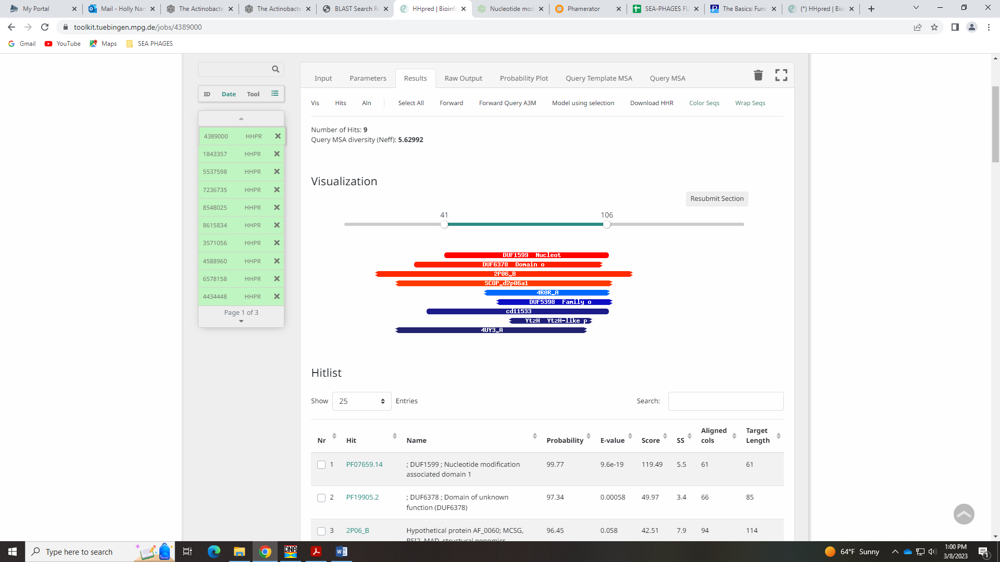 My Portal
Mail - Holly Nan
The Actinobacte
The Actinobacte
BLAST Search R
HHpred | Bioinfo
Nucleotide mod
Phamerator
SEA-PHAGES FU
The Basics: Func
(*) HHpred | Bio
toolkit.tuebingen.mpg.de/jobs/4389000
Gmail YouTube Maps SEA PHAGES
ID Date Tool
4389000 HHPR
1843357 HHPR
5537598 HHPR
7236735 HHPR
8548025 HHPR
8615834 HHPR
3571056 HHPR
4588960 HHPR
6578158 HHPR
4434448 HHPR
Page 1 of 3
Input Parameters Results Raw Output Probability Plot Query Template MSA Query MSA
Vis Hits Aln Select All Forward Forward Query A3M Model using selection Download HHR Color Seqs Wrap Seqs
Number of Hits: 9
Query MSA diversity (Neff): 5.62992
Visualization
Resubmit Section
41 106
DUF1599 Nucleot
DUF6378 Domain o
2P06_B
SCOP_d2p06a1
4R0R_A
DUF5398 Family o
cd11533
YtzH YtzH-like p
4UY3_A
Hitlist
Show 25 Entries Search:
Nr Hit Name Probability E-value Score SS Aligned cols Target Length
1 PF07659.14 ; DUF1599 ; Nucleotide modification associated domain 1 99.77 9.6e-19 119.49 5.5 61 61
2 PF19905.2 ; DUF6378 ; Domain of unknown function (DUF6378) 97.34 0.00058 49.97 3.4 66 85
3 2P06_B Hypothetical protein AF_0060; MCSG, PSI2, MAD, structural genomics 96.45 0.058 42.51 7.9 94 114
Type here to search
DNA
64°F Sunny
1:00 PM
3/8/2023
1